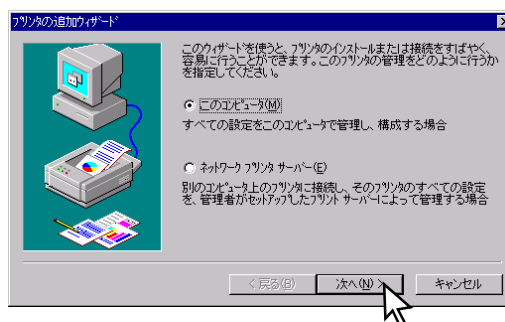 ﾌﾟﾘﾝﾀの追加ウィザード
このウィザードを使うと、プリンタのインストールまたは接続をすばやく、
容易に行うことができます。このプリンタの管理をどのように行うか
を指定してください。
このコンピュータ(M)
すべての設定をこのコンピュータで管理し、構成する場合
ネットワーク プリンタ サーバー(E)
別のコンピュータ上のプリンタに接続し、そのプリンタのすべての設定
を、管理者がセットアップしたプリント サーバーによって管理する場合
< 戻る(B)
次へ(N) >
キャンセル